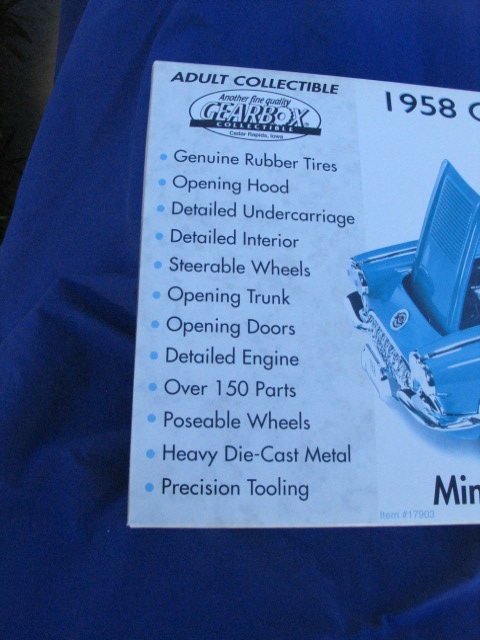 ADULT COLLECTIBLE
Another fine quality
GEARBOX
COLLECTIBLE
Cedar Rapids, Iowa
1958
• Genuine Rubber Tires
• Opening Hood
• Detailed Undercarriage
• Detailed Interior
• Steerable Wheels
• Opening Trunk
• Opening Doors
• Detailed Engine
• Over 150 Parts
• Poseable Wheels
• Heavy Die-Cast Metal
• Precision Tooling
Min
Item #17903